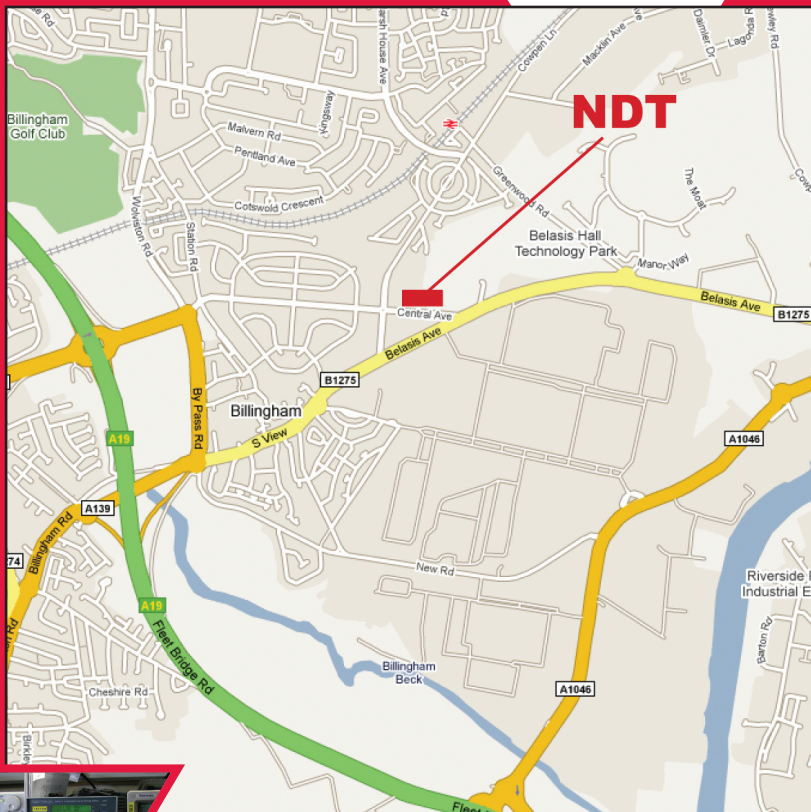 Marsh House Ave
Cowpen Ln
Macklin Ave
Daimler Dr
Billingham
Golf Club
Malvern Rd
Kingsway
Pentland Ave
NDT
Cotswold Crescent
Greenwood Rd
The Moat
Wolviston Rd
Station Rd
Belasis Hall
Technology Park
Manor Way
Central Ave
Belasis Ave
Belasis Ave
B1275
B1275
By Pass Rd
Billingham
S View
A19
A1046
A139
Billingham Rd
New Rd
74
Riverside
Industrial E
A19
Fleet Bridge Rd
Barton Rd
Billingham
Beck
Cheshire Rd
A1046